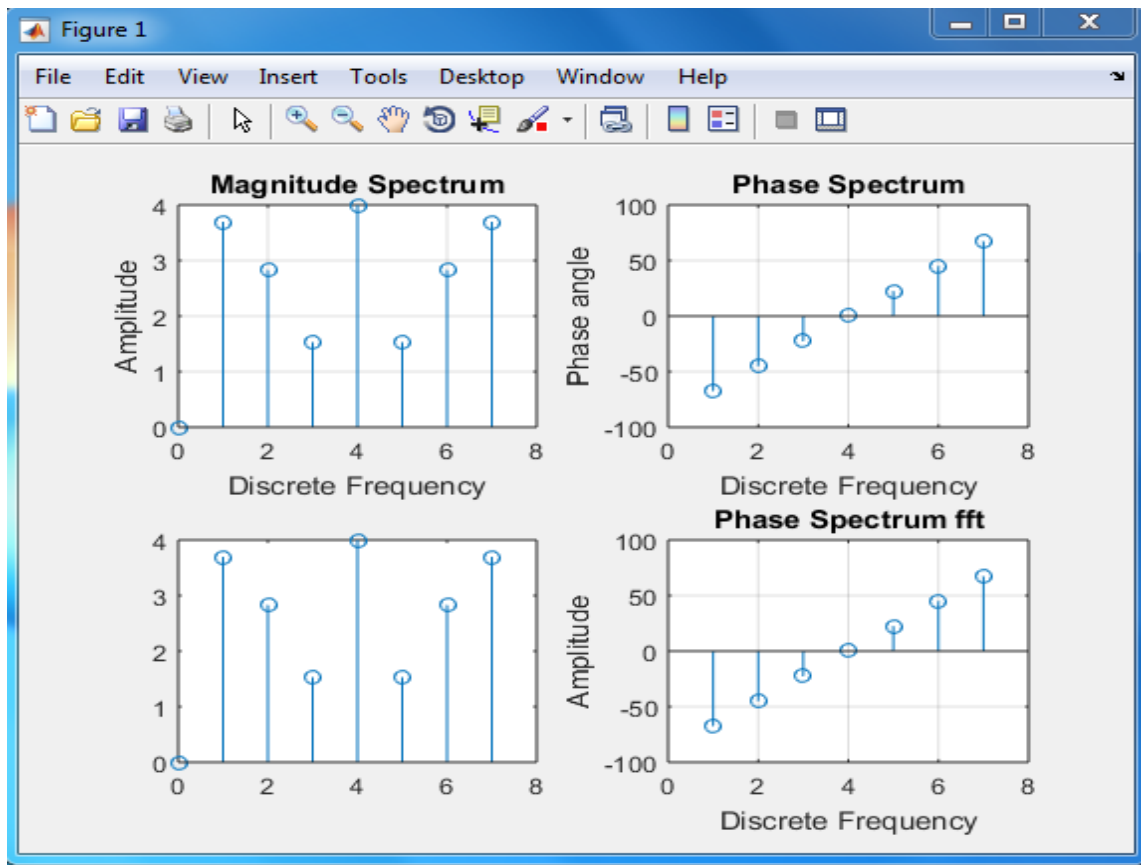 Figure 1
File Edit View Insert Tools Desktop Window Help
Magnitude Spectrum
Amplitude
4
3
2
1
0
0 2 4 6 8
Discrete Frequency
Phase Spectrum
Phase angle
100
50
0
-50
-100
0 2 4 6 8
Discrete Frequency
4
3
2
1
0
0 2 4 6 8
Phase Spectrum fft
Amplitude
100
50
0
-50
-100
0 2 4 6 8
Discrete Frequency